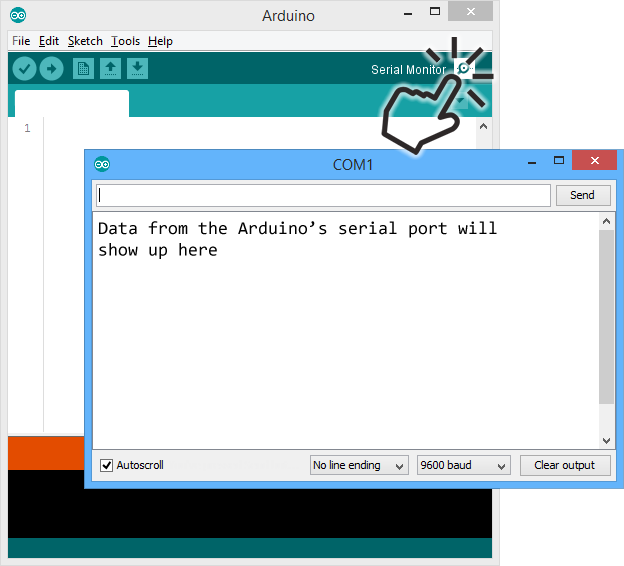 Arduino
File Edit Sketch Tools Help
Serial Monitor
1
COM1
Send
Data from the Arduino’s serial port will
show up here
Autoscroll
No line ending
9600 baud
Clear output